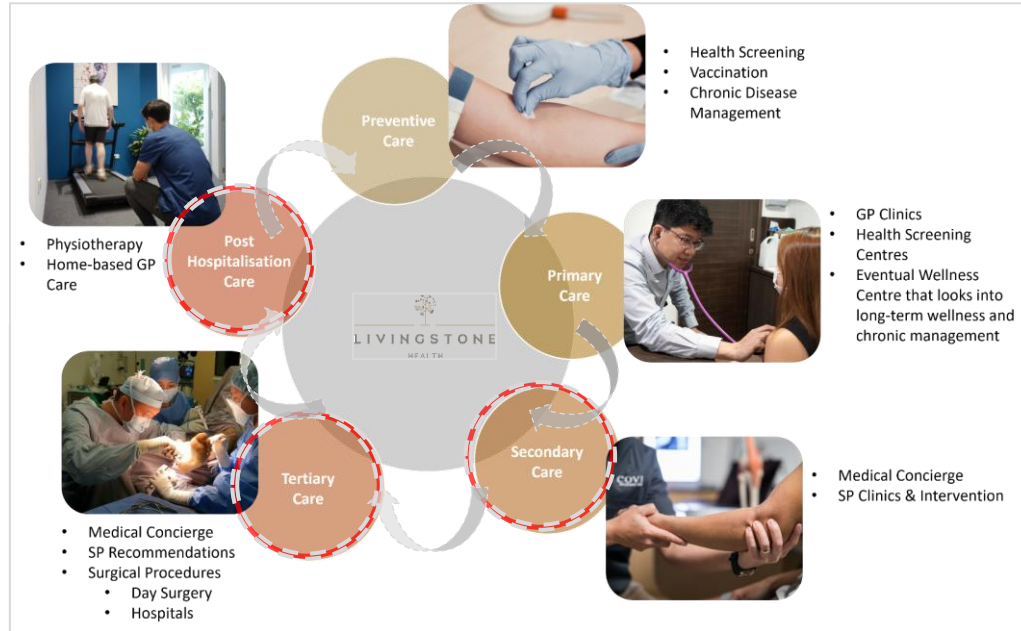 Preventive
Care
• Health Screening
• Vaccination
• Chronic Disease
Management
Primary
Care
• GP Clinics
• Health Screening
Centres
• Eventual Wellness
Centre that looks into
long-term wellness and
chronic management
Secondary
Care
• Medical Concierge
• SP Clinics & Intervention
COVI
Tertiary
Care
• Medical Concierge
• SP Recommendations
• Surgical Procedures
• Day Surgery
• Hospitals
Post
Hospitalisation
Care
• Physiotherapy
• Home-based GP
Care
LIVINGSTONE
HEALTH